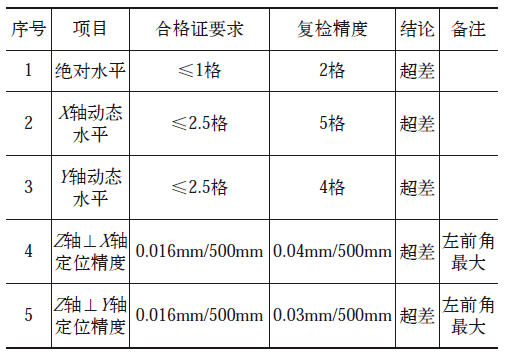 序号 项目 合格证要求 复检精度 结论 备注
1 绝对水平 ≤1格 2格 超差
2 X轴动态水平 ≤2.5格 5格 超差
3 Y轴动态水平 ≤2.5格 4格 超差
4 Z轴⊥X轴定位精度 0.016mm/500mm 0.04mm/500mm 超差 左前角最大
5 Z轴⊥Y轴定位精度 0.016mm/500mm 0.03mm/500mm 超差 左前角最大